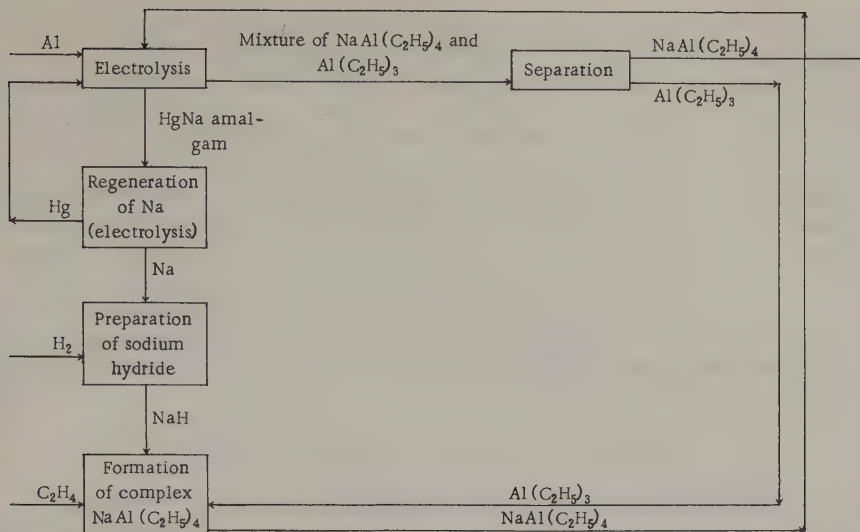 Al
Electrolysis
Mixture of NaAl(C₂H₅)₄ and
Al(C₂H₅)₃
Separation
NaAl(C₂H₅)₄
Al(C₂H₅)₃
HgNa amal-
gam
Regeneration
of Na
(electrolysis)
Hg
Na
Preparation
of sodium
hydride
H₂
NaH
Formation
of complex
NaAl(C₂H₅)₄
C₂H₄
Al(C₂H₅)₃
NaAl(C₂H₅)₄